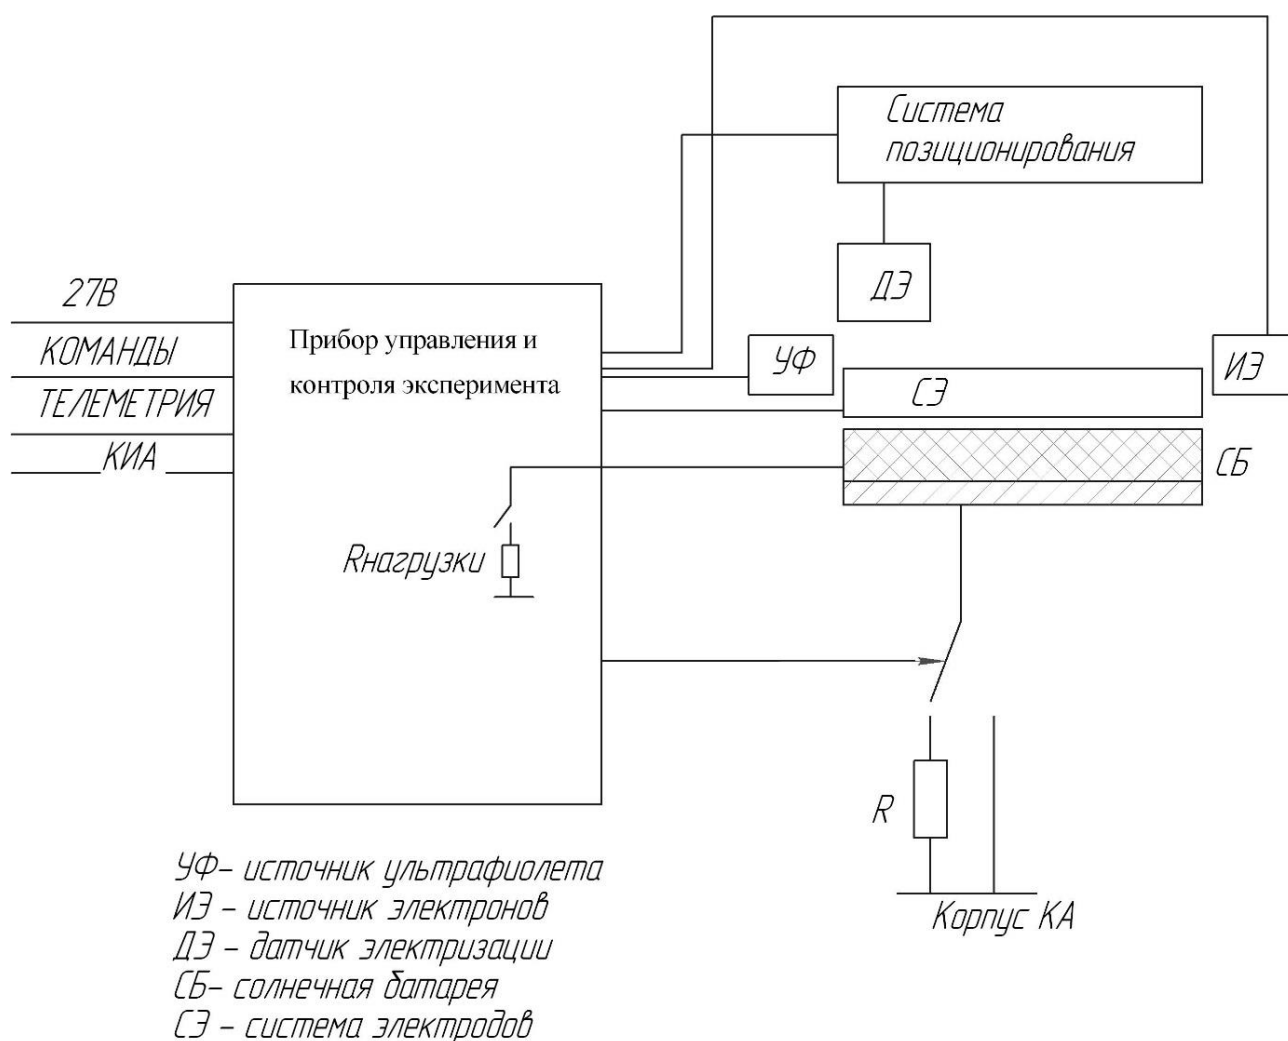 Система
позиционирования
ДЭ
27В
КОМАНДЫ
ТЕЛЕМЕТРИЯ
КИА
Прибор управления и
контроля эксперимента
УФ
ИЭ
СЭ
СБ
Rнагрузки
R
Корпус КА
УФ– источник ультрафиолета
ИЭ – источник электронов
ДЭ – датчик электризации
СБ– солнечная батарея
СЭ – система электродов